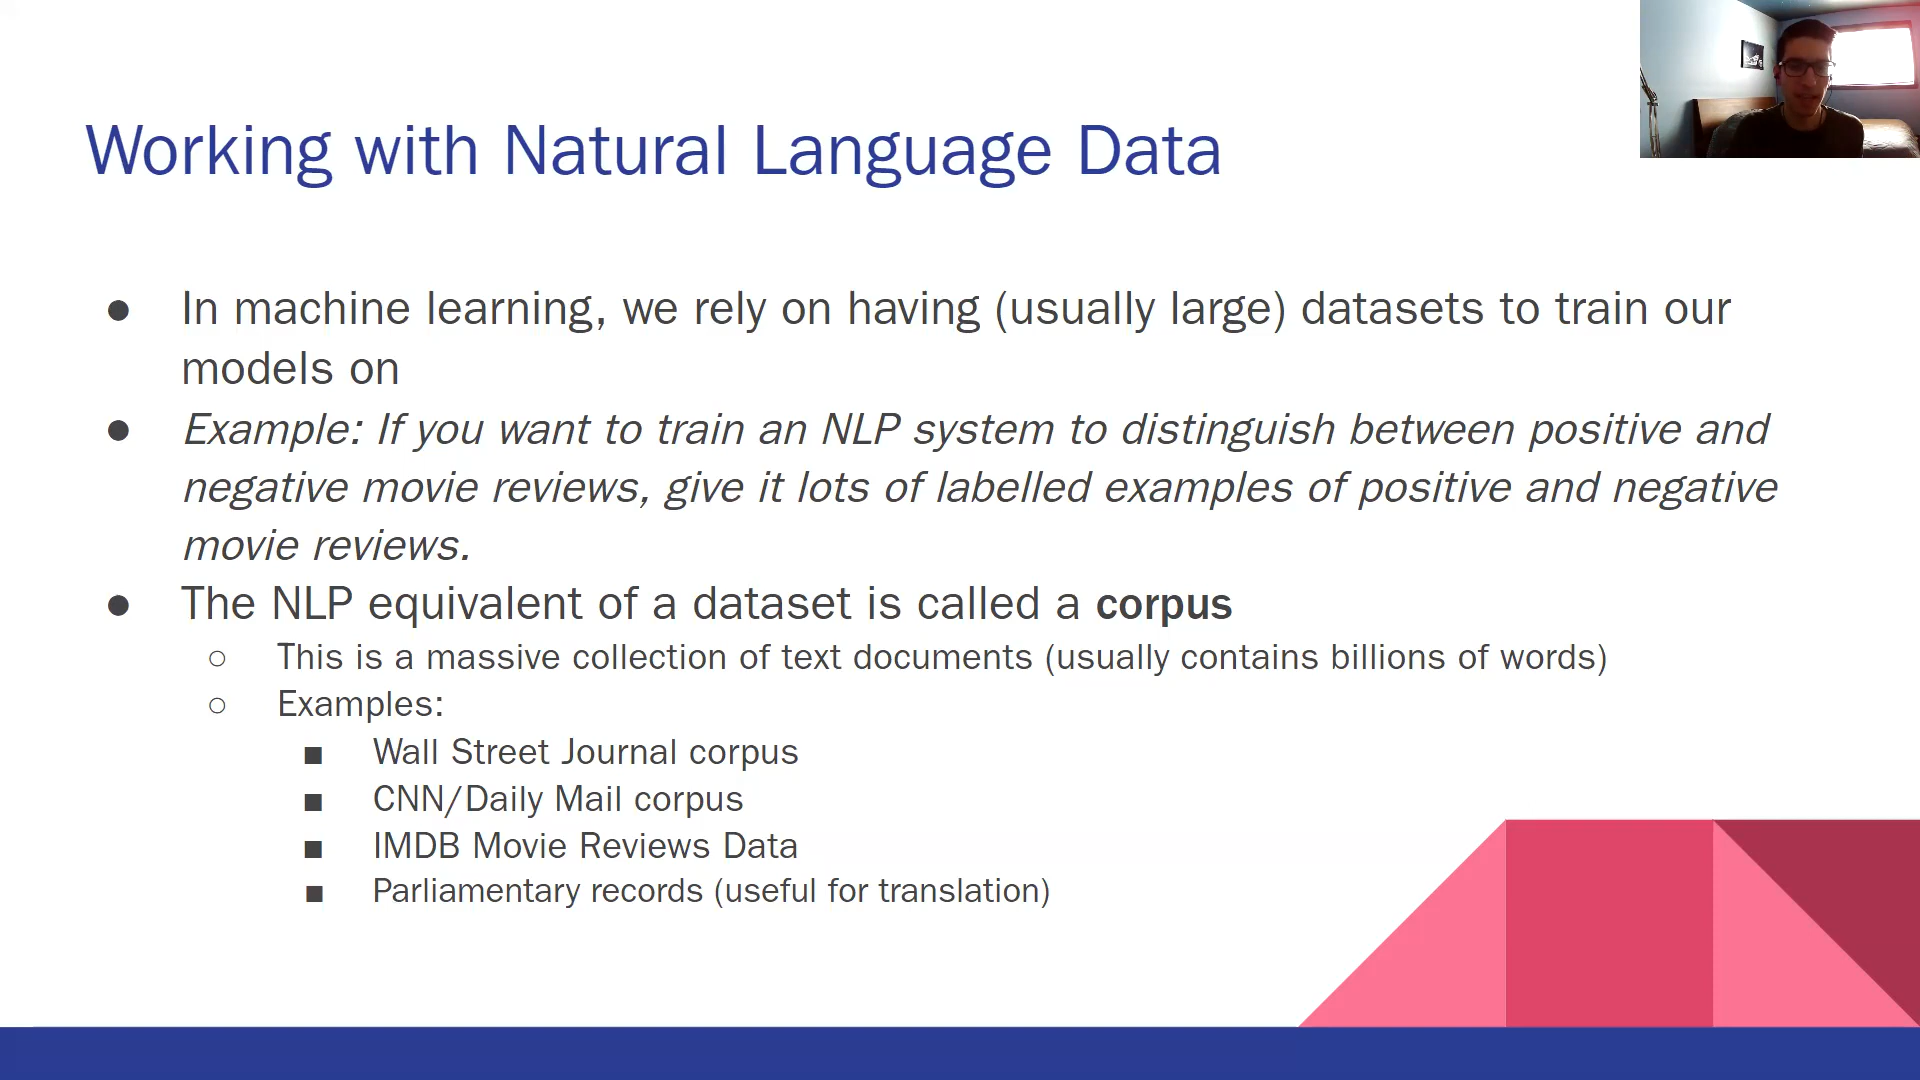 Working with Natural Language Data
● In machine learning, we rely on having (usually large) datasets to train our
models on
● Example: If you want to train an NLP system to distinguish between positive and
negative movie reviews, give it lots of labelled examples of positive and negative
movie reviews.
● The NLP equivalent of a dataset is called a corpus
○ This is a massive collection of text documents (usually contains billions of words)
○ Examples:
■ Wall Street Journal corpus
■ CNN/Daily Mail corpus
■ IMDB Movie Reviews Data
■ Parliamentary records (useful for translation)